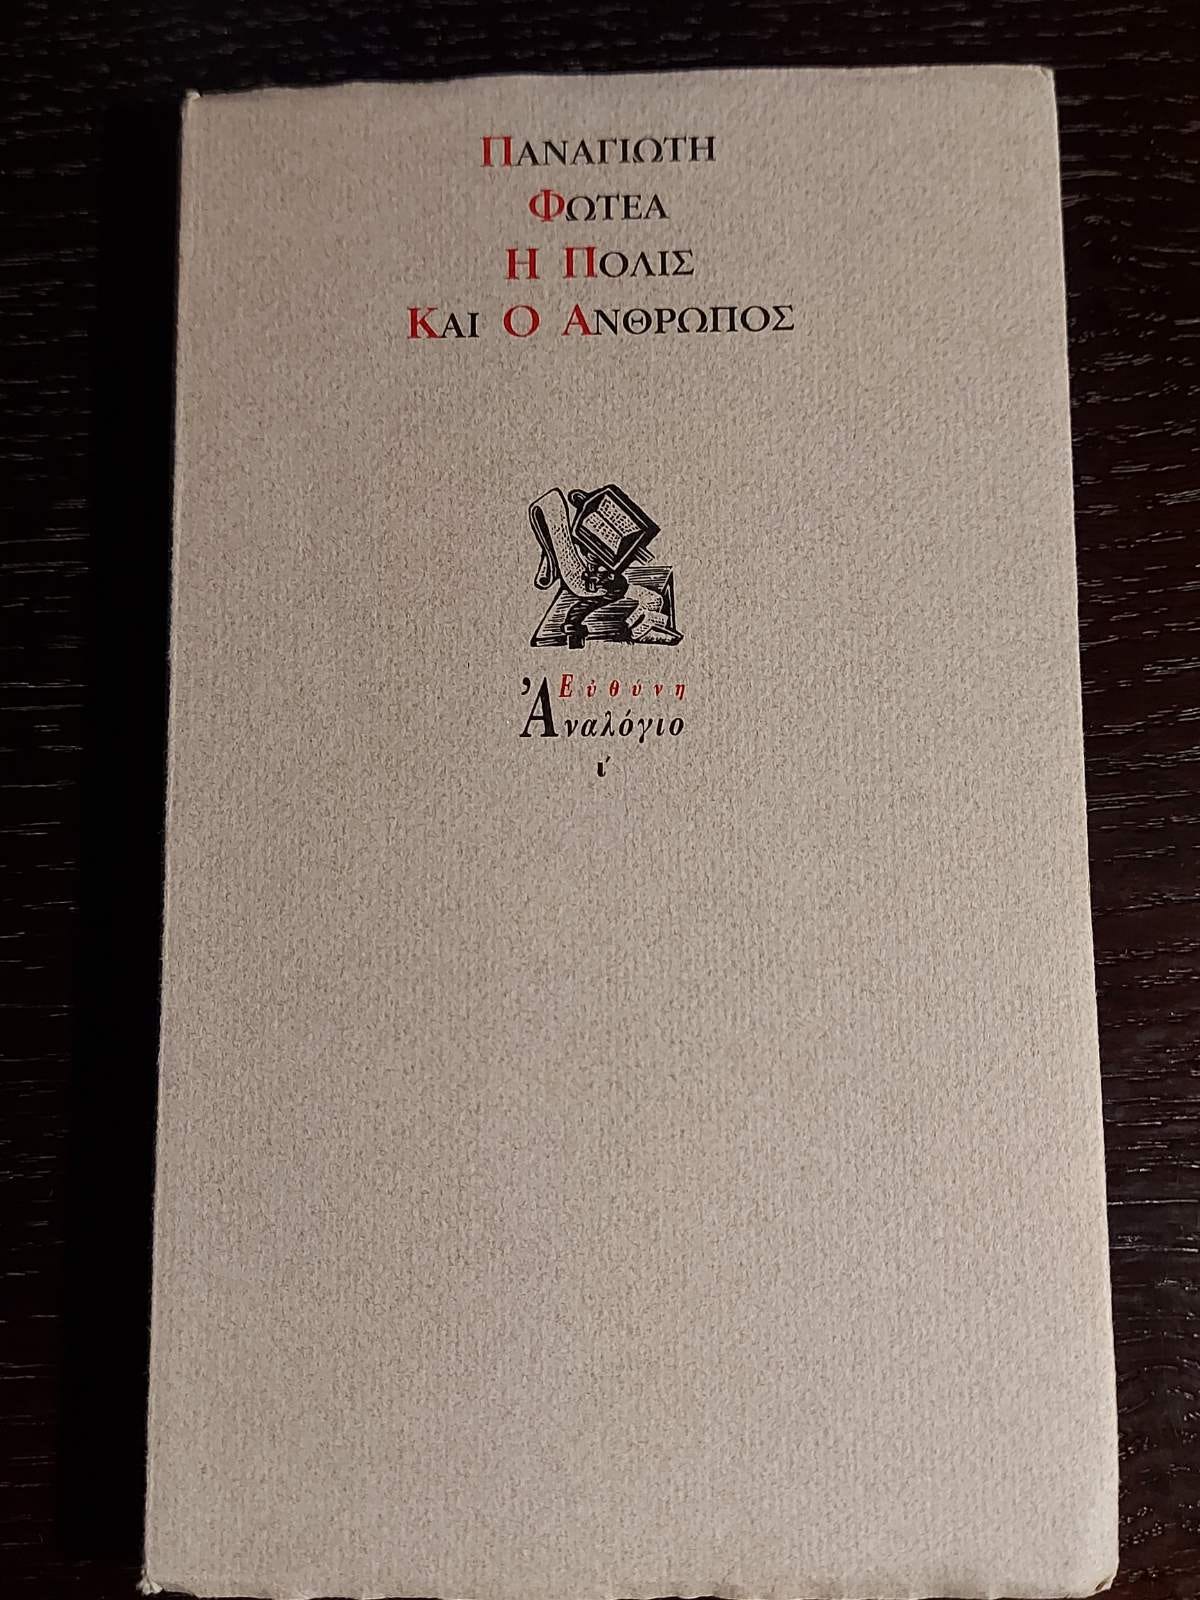 ΠΑΝΑΓΙΩΤΗ
ΦΩΤΕΑ
Η ΠΟΛΙΣ
ΚΑΙ Ο ΑΝΘΡΩΠΟΣ
Εὐθύνη
Ἀναλόγιο
ι΄